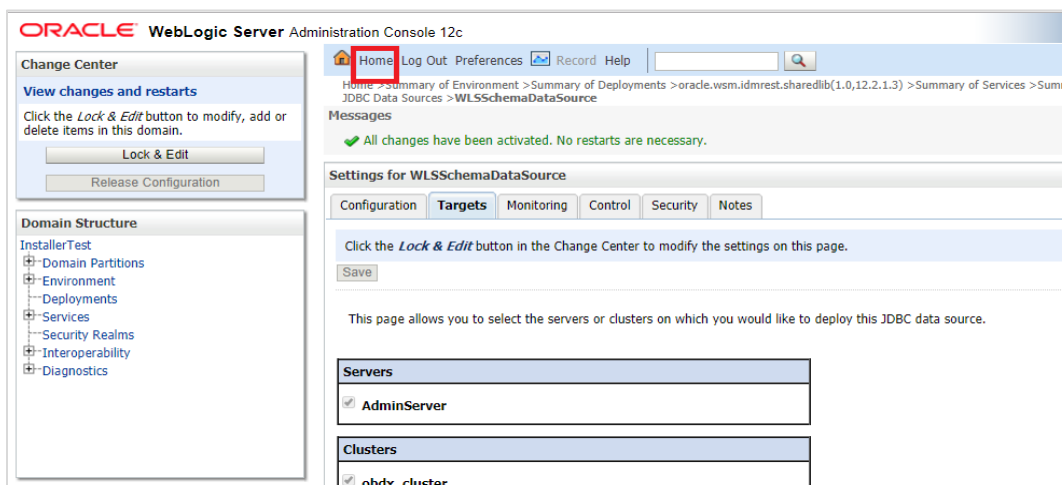 ORACLE WebLogic Server Administration Console 12c
Change Center
View changes and restarts
Click the Lock & Edit button to modify, add or
delete items in this domain.
Lock & Edit
Release Configuration
Domain Structure
InstallerTest
Domain Partitions
Environment
Deployments
Services
Security Realms
Interoperability
Diagnostics
Home Log Out Preferences Record Help
Home >Summary of Environment >Summary of Deployments >oracle.wsm.idmrest.sharedlib(1.0,12.2.1.3) >Summary of Services >Sum
JDBC Data Sources >WLSSchemaDataSource
Messages
All changes have been activated. No restarts are necessary.
Settings for WLSSchemaDataSource
Configuration Targets Monitoring Control Security Notes
Click the Lock & Edit button in the Change Center to modify the settings on this page.
Save
This page allows you to select the servers or clusters on which you would like to deploy this JDBC data source.
Servers
AdminServer
Clusters
obdx_cluster